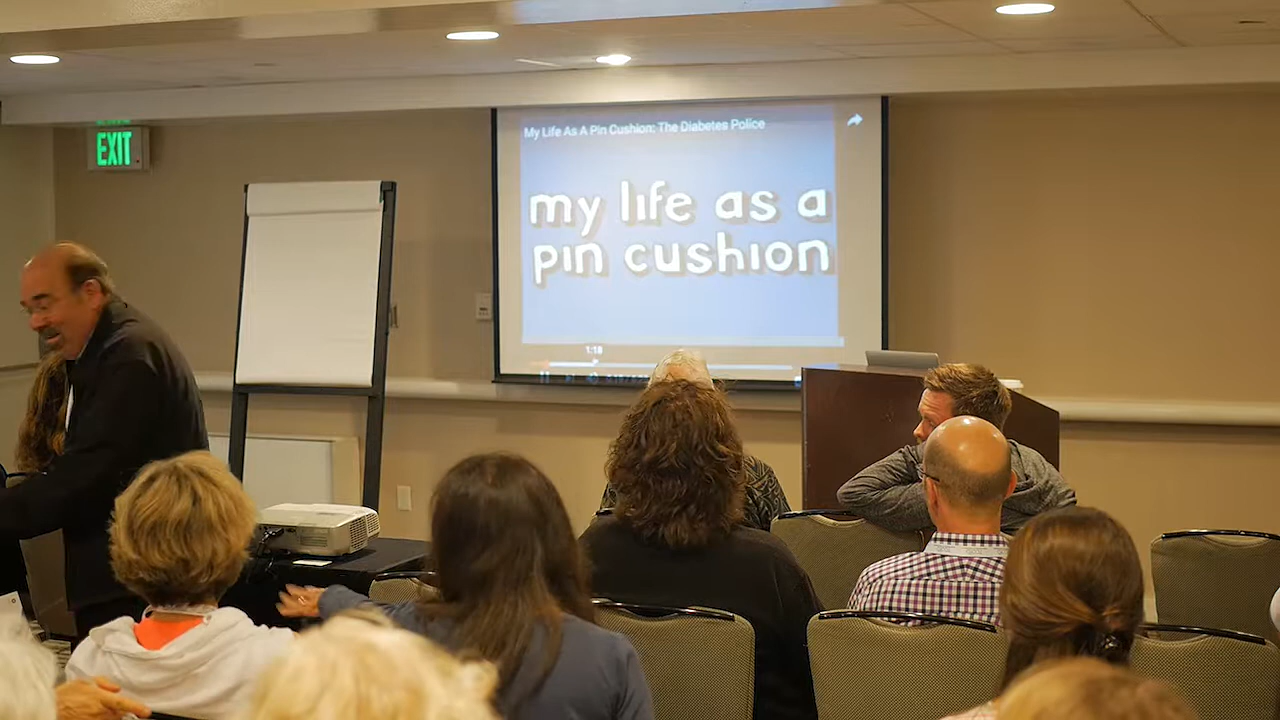 EXIT
My Life As A Pin Cushion: The Diabetes Police
my life as a
pin cushion
1:18